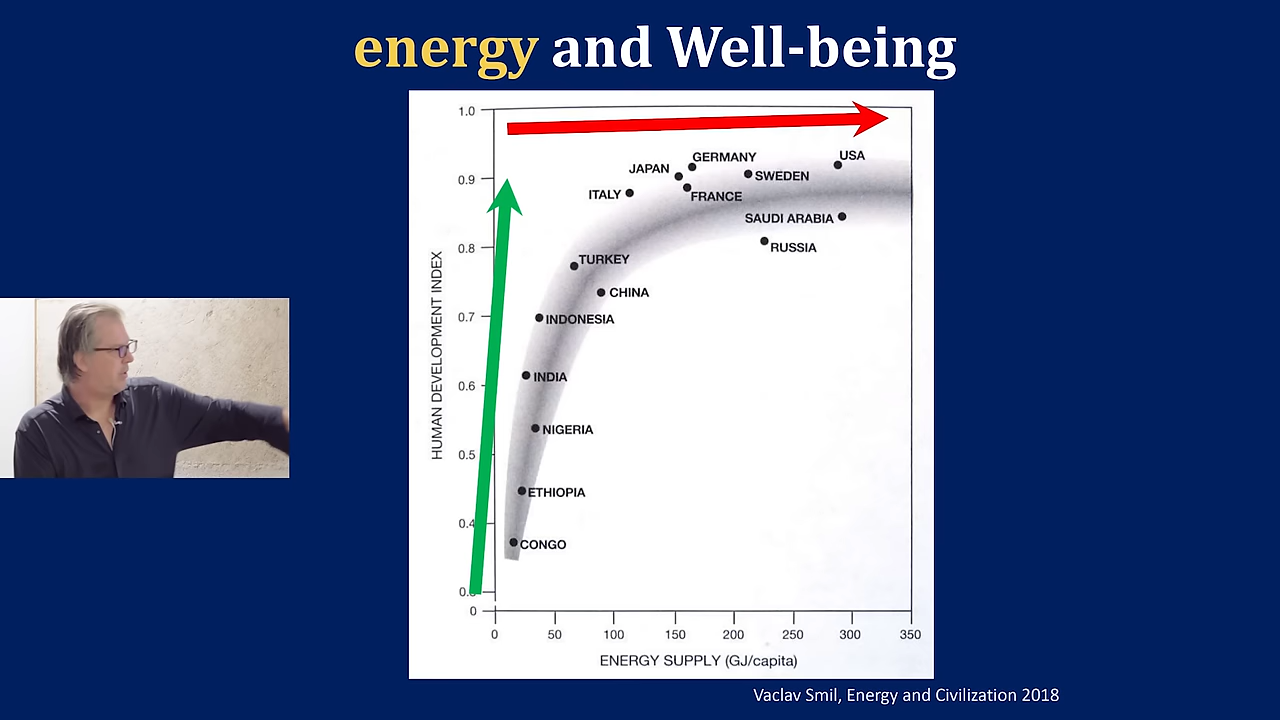 energy and Well-being
1.0
0.9
0.8
0.7
0.6
0.5
0.4
0
HUMAN DEVELOPMENT INDEX
GERMANY
USA
JAPAN
SWEDEN
ITALY
FRANCE
SAUDI ARABIA
RUSSIA
TURKEY
CHINA
INDONESIA
INDIA
NIGERIA
ETHIOPIA
CONGO
0 50 100 150 200 250 300 350
ENERGY SUPPLY (GJ/capita)
Vaclav Smil, Energy and Civilization 2018